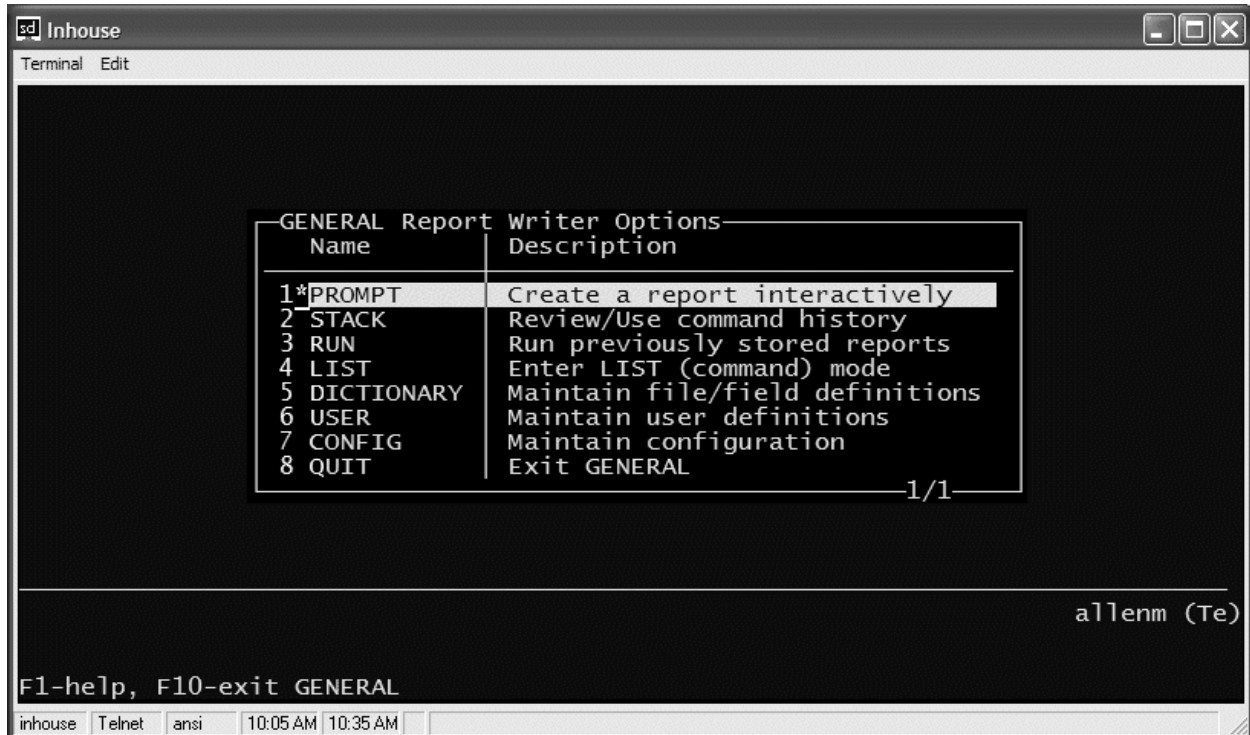 sd Inhouse
Terminal Edit
GENERAL Report Writer Options
Name Description
1*PROMPT Create a report interactively
2 STACK Review/Use command history
3 RUN Run previously stored reports
4 LIST Enter LIST (command) mode
5 DICTIONARY Maintain file/field definitions
6 USER Maintain user definitions
7 CONFIG Maintain configuration
8 QUIT Exit GENERAL
1/1
allenm (Te)
F1-help, F10-exit GENERAL
inhouse Telnet ansi 10:05 AM 10:35 AM